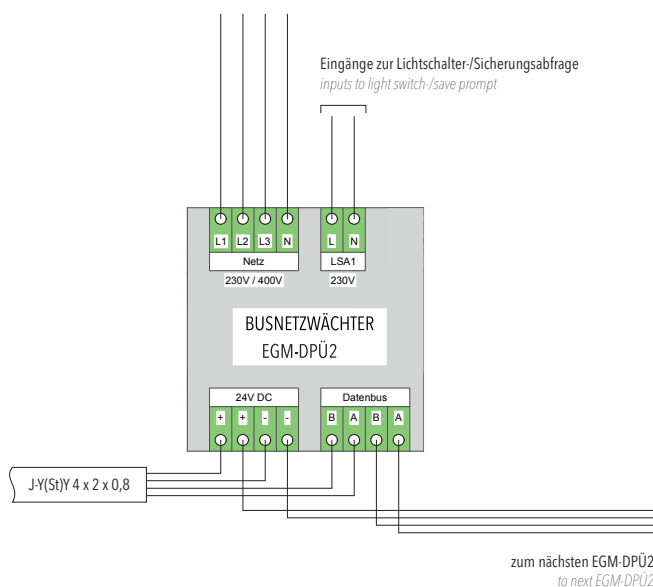 Eingänge zur Lichtschalter-/Sicherungsabfrage
inputs to light switch-/save prompt
L1 L2 L3 N L N
Netz LSA1
230V / 400V 230V
BUSNETZWÄCHTER
EGM-DPÜ2
24V DC Datenbus
+ + - - B A B A
J-Y(St)Y 4 x 2 x 0,8
zum nächsten EGM-DPÜ2
to next EGM-DPÜ2